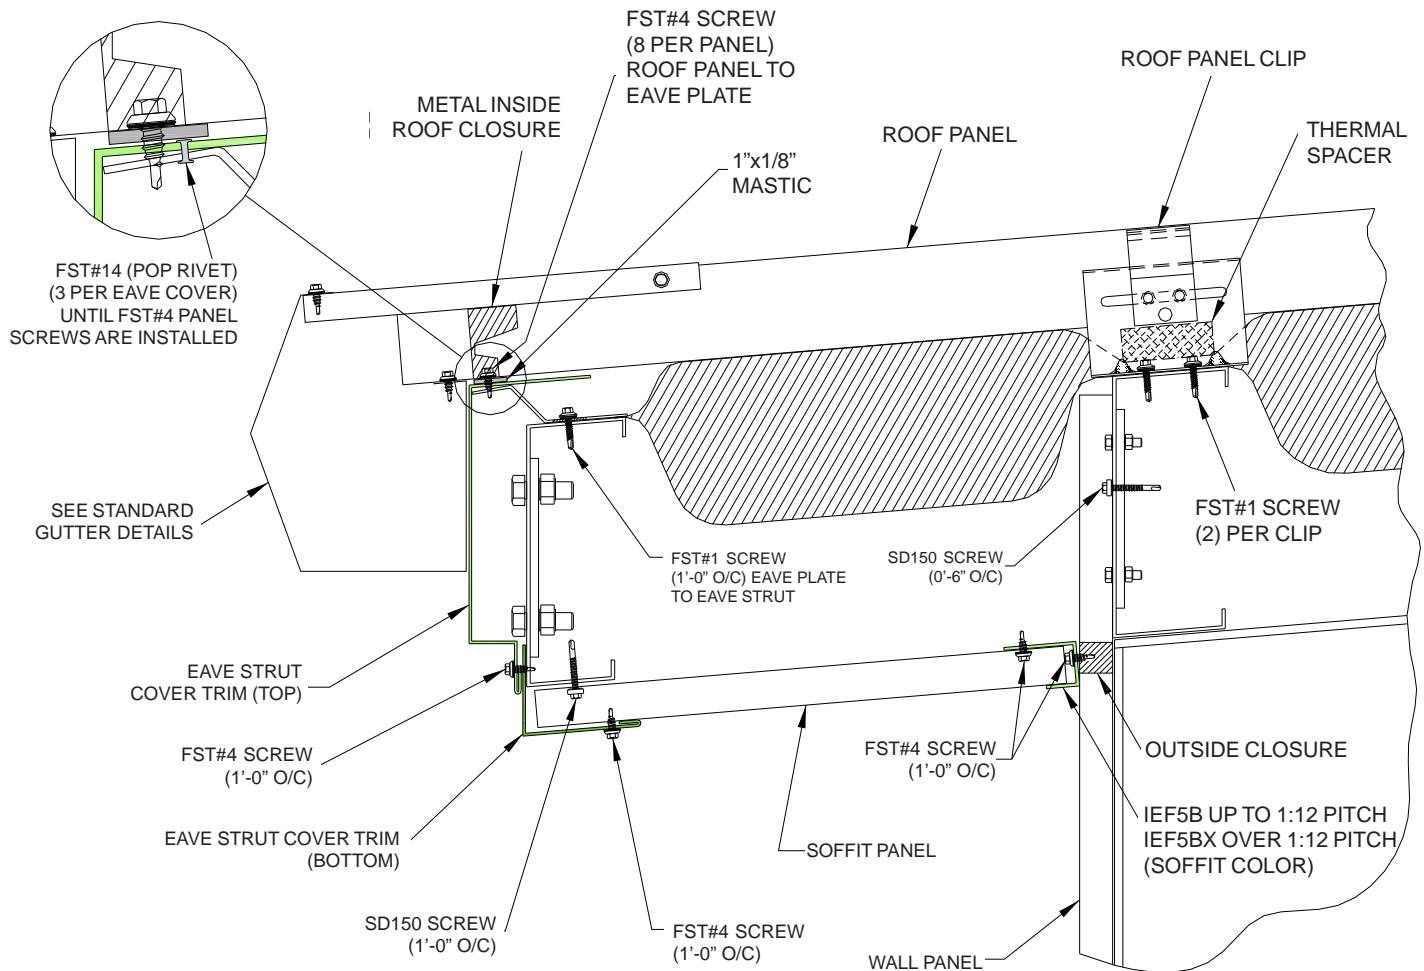 FST#4 SCREW
(8 PER PANEL)
ROOF PANEL TO
EAVE PLATE
ROOF PANEL CLIP
METAL INSIDE
ROOF CLOSURE
ROOF PANEL
THERMAL
SPACER
1”x1/8”
MASTIC
FST#14 (POP RIVET)
(3 PER EAVE COVER)
UNTIL FST#4 PANEL
SCREWS ARE INSTALLED
SEE STANDARD
GUTTER DETAILS
FST#1 SCREW
(1’-0” O/C) EAVE PLATE
TO EAVE STRUT
SD150 SCREW
(0’-6” O/C)
FST#1 SCREW
(2) PER CLIP
EAVE STRUT
COVER TRIM (TOP)
FST#4 SCREW
(1’-0” O/C)
FST#4 SCREW
(1’-0” O/C)
OUTSIDE CLOSURE
EAVE STRUT COVER TRIM
(BOTTOM)
SOFFIT PANEL
IEF5B UP TO 1:12 PITCH
IEF5BX OVER 1:12 PITCH
(SOFFIT COLOR)
SD150 SCREW
(1’-0” O/C)
FST#4 SCREW
(1’-0” O/C)
WALL PANEL